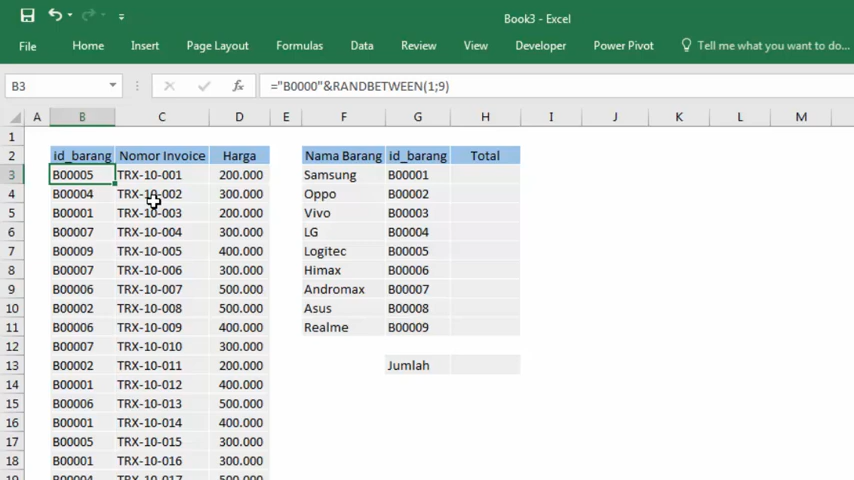 Book3 - Excel
File Home Insert Page Layout Formulas Data Review View Developer Power Pivot Tell me what you want to do...
B3 fx ="B0000"&RANDBETWEEN(1;9)
A B C D E F G H I J K L M
1
2 id_barang Nomor Invoice Harga Nama Barang id_barang Total
3 B00005 TRX-10-001 200.000 Samsung B00001
4 B00004 TRX-10-002 300.000 Oppo B00002
5 B00001 TRX-10-003 200.000 Vivo B00003
6 B00007 TRX-10-004 300.000 LG B00004
7 B00009 TRX-10-005 400.000 Logitec B00005
8 B00007 TRX-10-006 300.000 Himax B00006
9 B00006 TRX-10-007 500.000 Andromax B00007
10 B00002 TRX-10-008 500.000 Asus B00008
11 B00006 TRX-10-009 400.000 Realme B00009
12 B00007 TRX-10-010 300.000
13 B00002 TRX-10-011 200.000 Jumlah
14 B00001 TRX-10-012 400.000
15 B00006 TRX-10-013 500.000
16 B00001 TRX-10-014 400.000
17 B00005 TRX-10-015 300.000
18 B00001 TRX-10-016 300.000
19 B00004 TRX-10-017 500.000